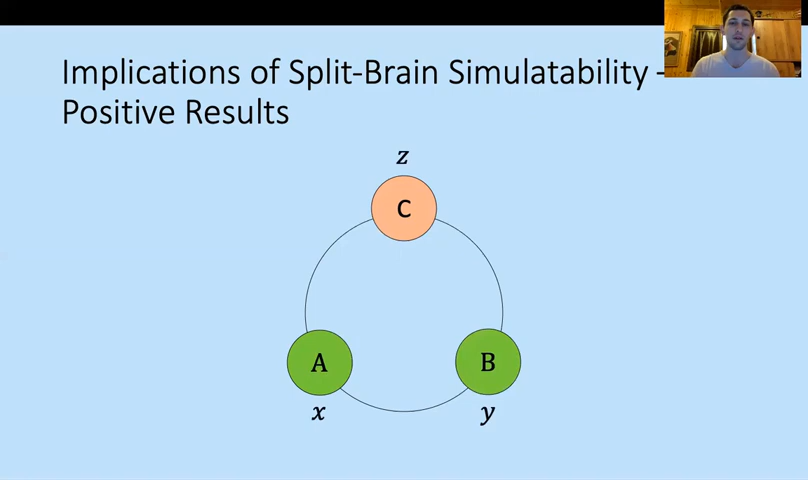 Implications of Split-Brain Simulatability –
Positive Results
z
C
A
B
x
y